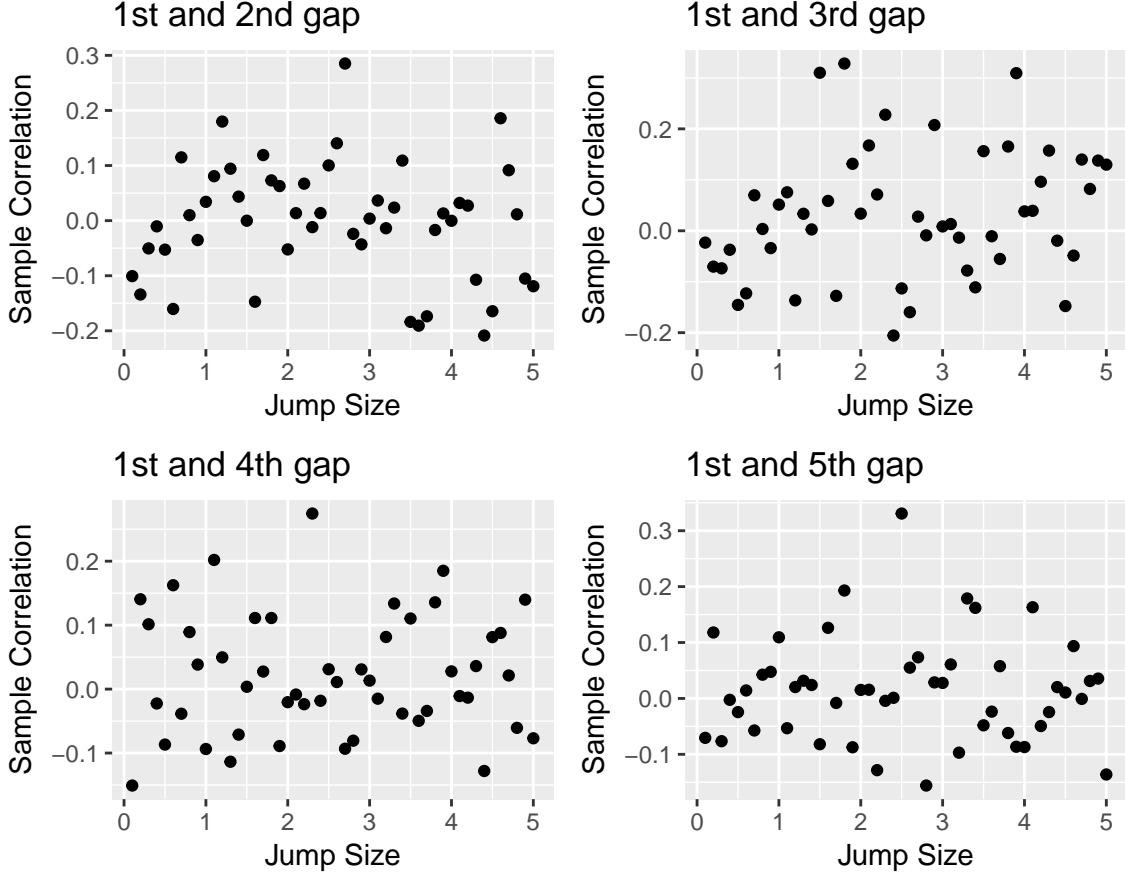 1st and 2nd gap
Sample Correlation
0.3
0.2
0.1
0.0
−0.1
−0.2
0 1 2 3 4 5
Jump Size
1st and 3rd gap
Sample Correlation
0.2
0.0
−0.2
0 1 2 3 4 5
Jump Size
1st and 4th gap
Sample Correlation
0.2
0.1
0.0
−0.1
0 1 2 3 4 5
Jump Size
1st and 5th gap
Sample Correlation
0.3
0.2
0.1
0.0
−0.1
0 1 2 3 4 5
Jump Size